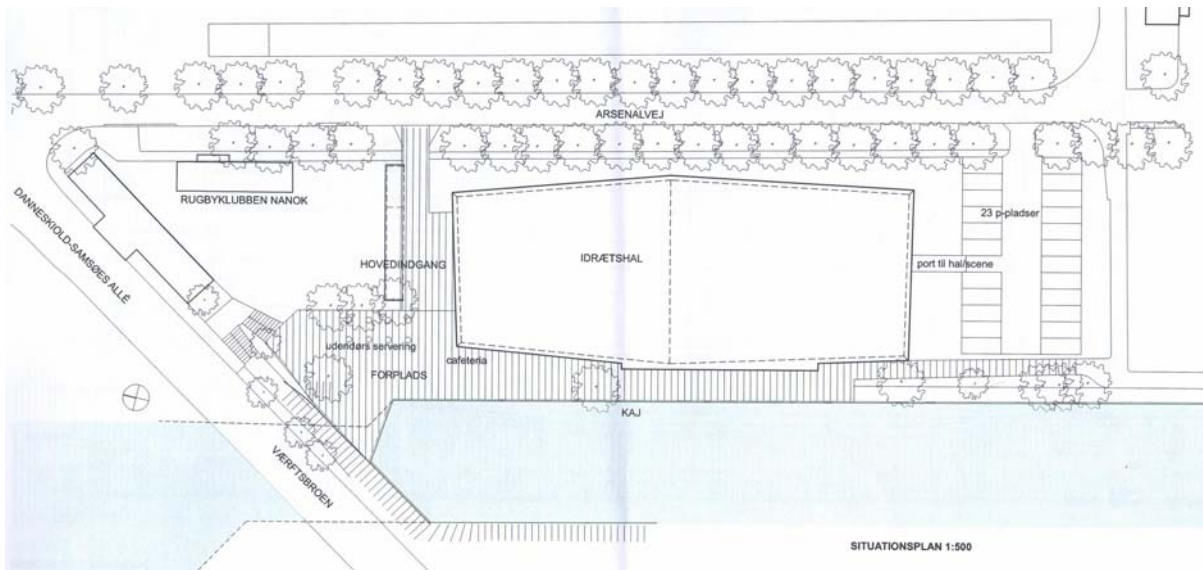 ARSENALVEJ
RUGBYKLUBBEN NANOK
DANNESKIOLD-SAMSØES ALLÉ
23 p-pladser
HOVEDINDGANG
IDRÆTSHAL
port til hal/scene
udendørs servering
cafeteria
FORPLADS
KAJ
VÆRFTSBROEN
SITUATIONSPLAN 1:500